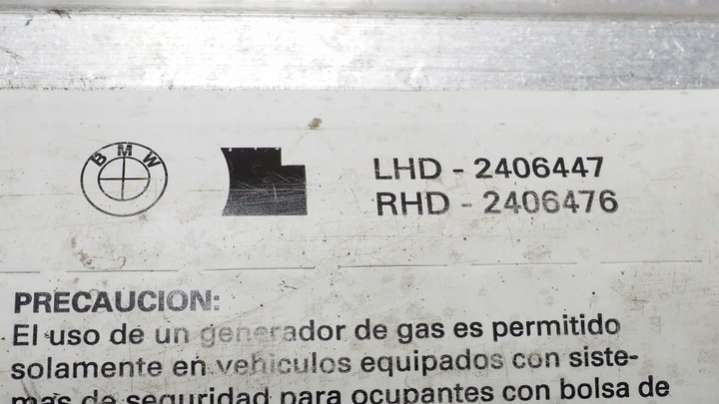 BMW
LHD - 2406447
RHD - 2406476
PRECAUCION:
El uso de un generador de gas es permitido
solamente en vehiculos equipados con siste-
mas de seguridad para ocupantes con bolsa de